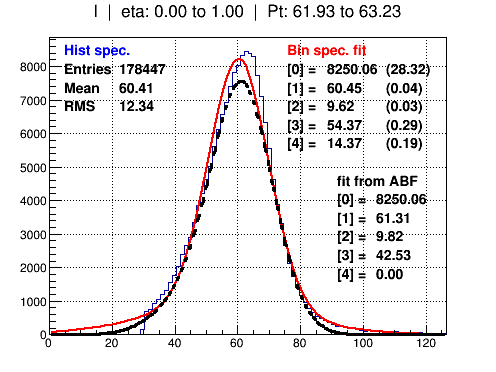 I | eta: 0.00 to 1.00 | Pt: 61.93 to 63.23
Hist spec.
Entries 178447
Mean 60.41
RMS 12.34
Bin spec. fit
[0] = 8250.06 (28.32)
[1] = 60.45 (0.04)
[2] = 9.62 (0.03)
[3] = 54.37 (0.29)
[4] = 14.37 (0.19)
fit from ABF
[0] = 8250.06
[1] = 61.31
[2] = 9.82
[3] = 42.53
[4] = 0.00
8000
7000
6000
5000
4000
3000
2000
1000
0
0 20 40 60 80 100 120